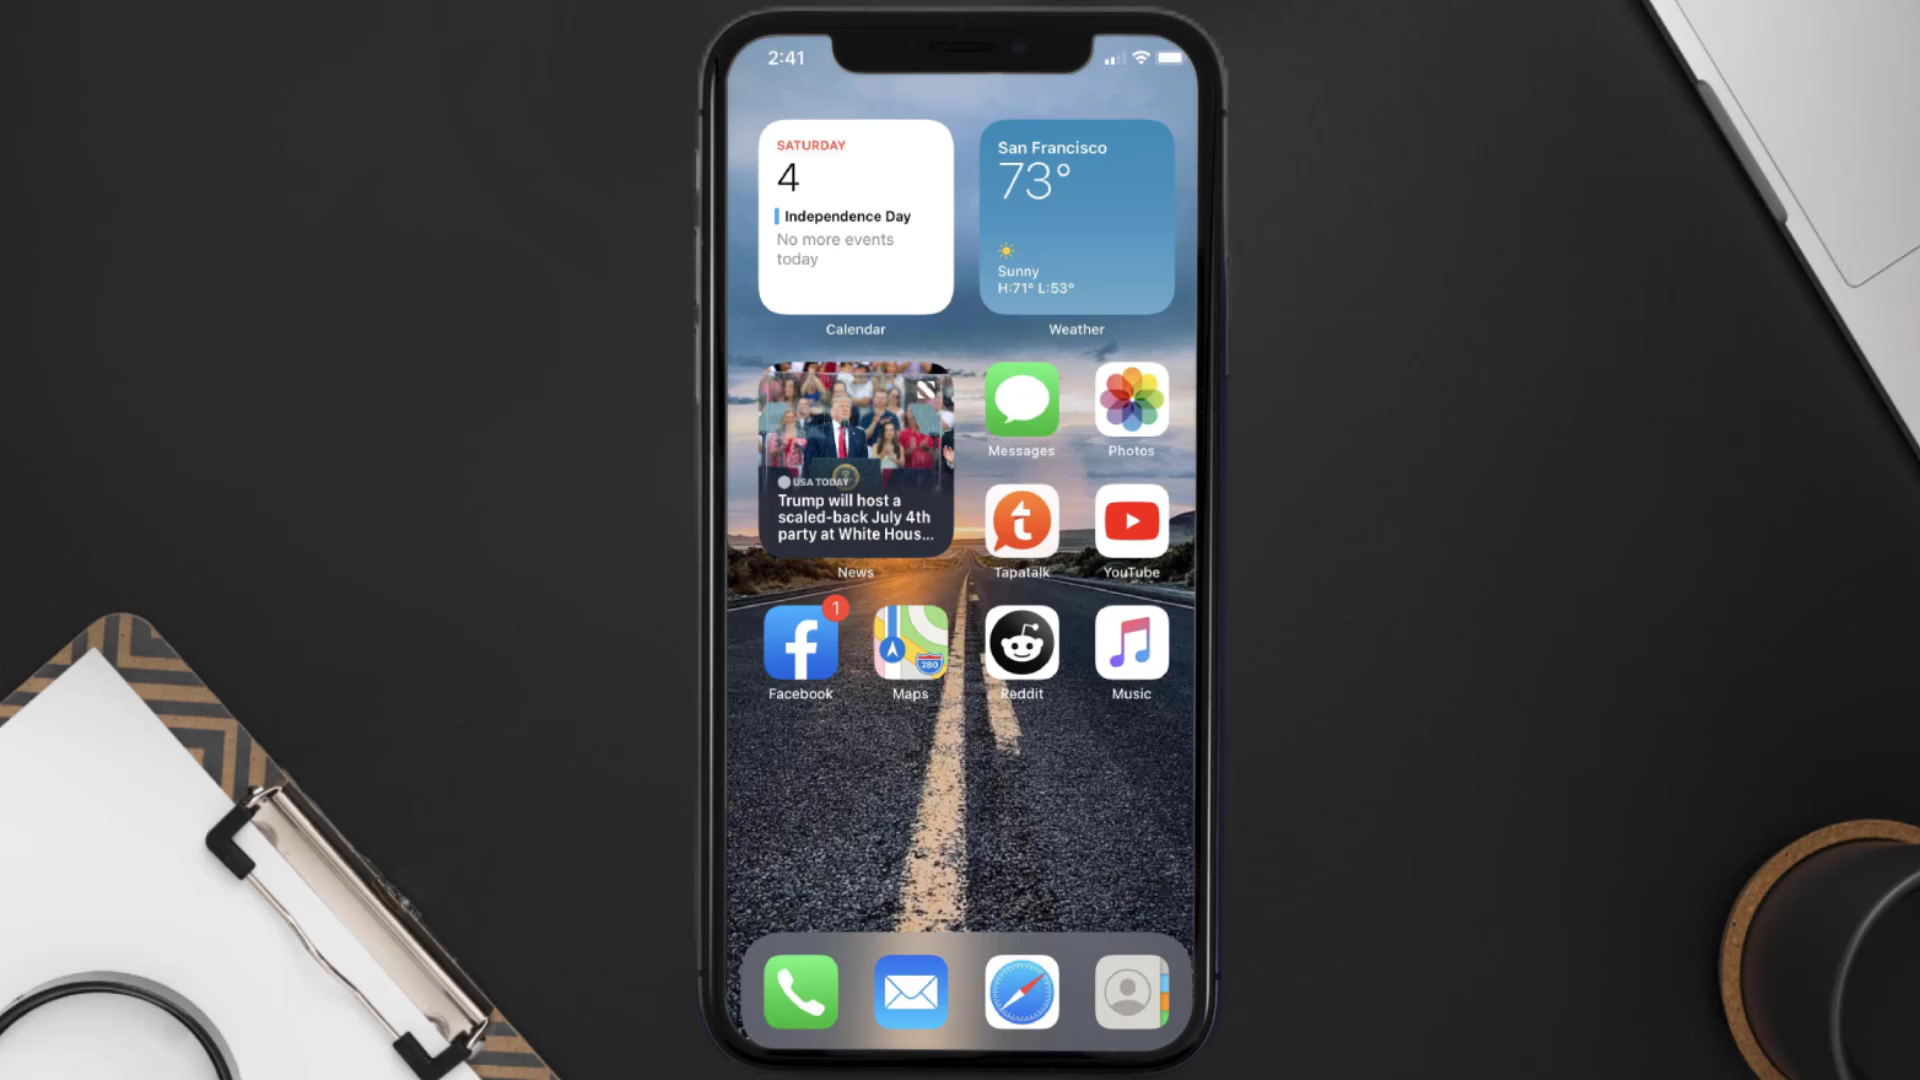 2:41
SATURDAY
4
Independence Day
No more events
today
Calendar
San Francisco
73°
Sunny
H:71° L:53°
Weather
USA TODAY
Trump will host a
scaled-back July 4th
party at White Hous...
News
Messages
Photos
Tapatalk
YouTube
1
280
Facebook
Maps
Reddit
Music